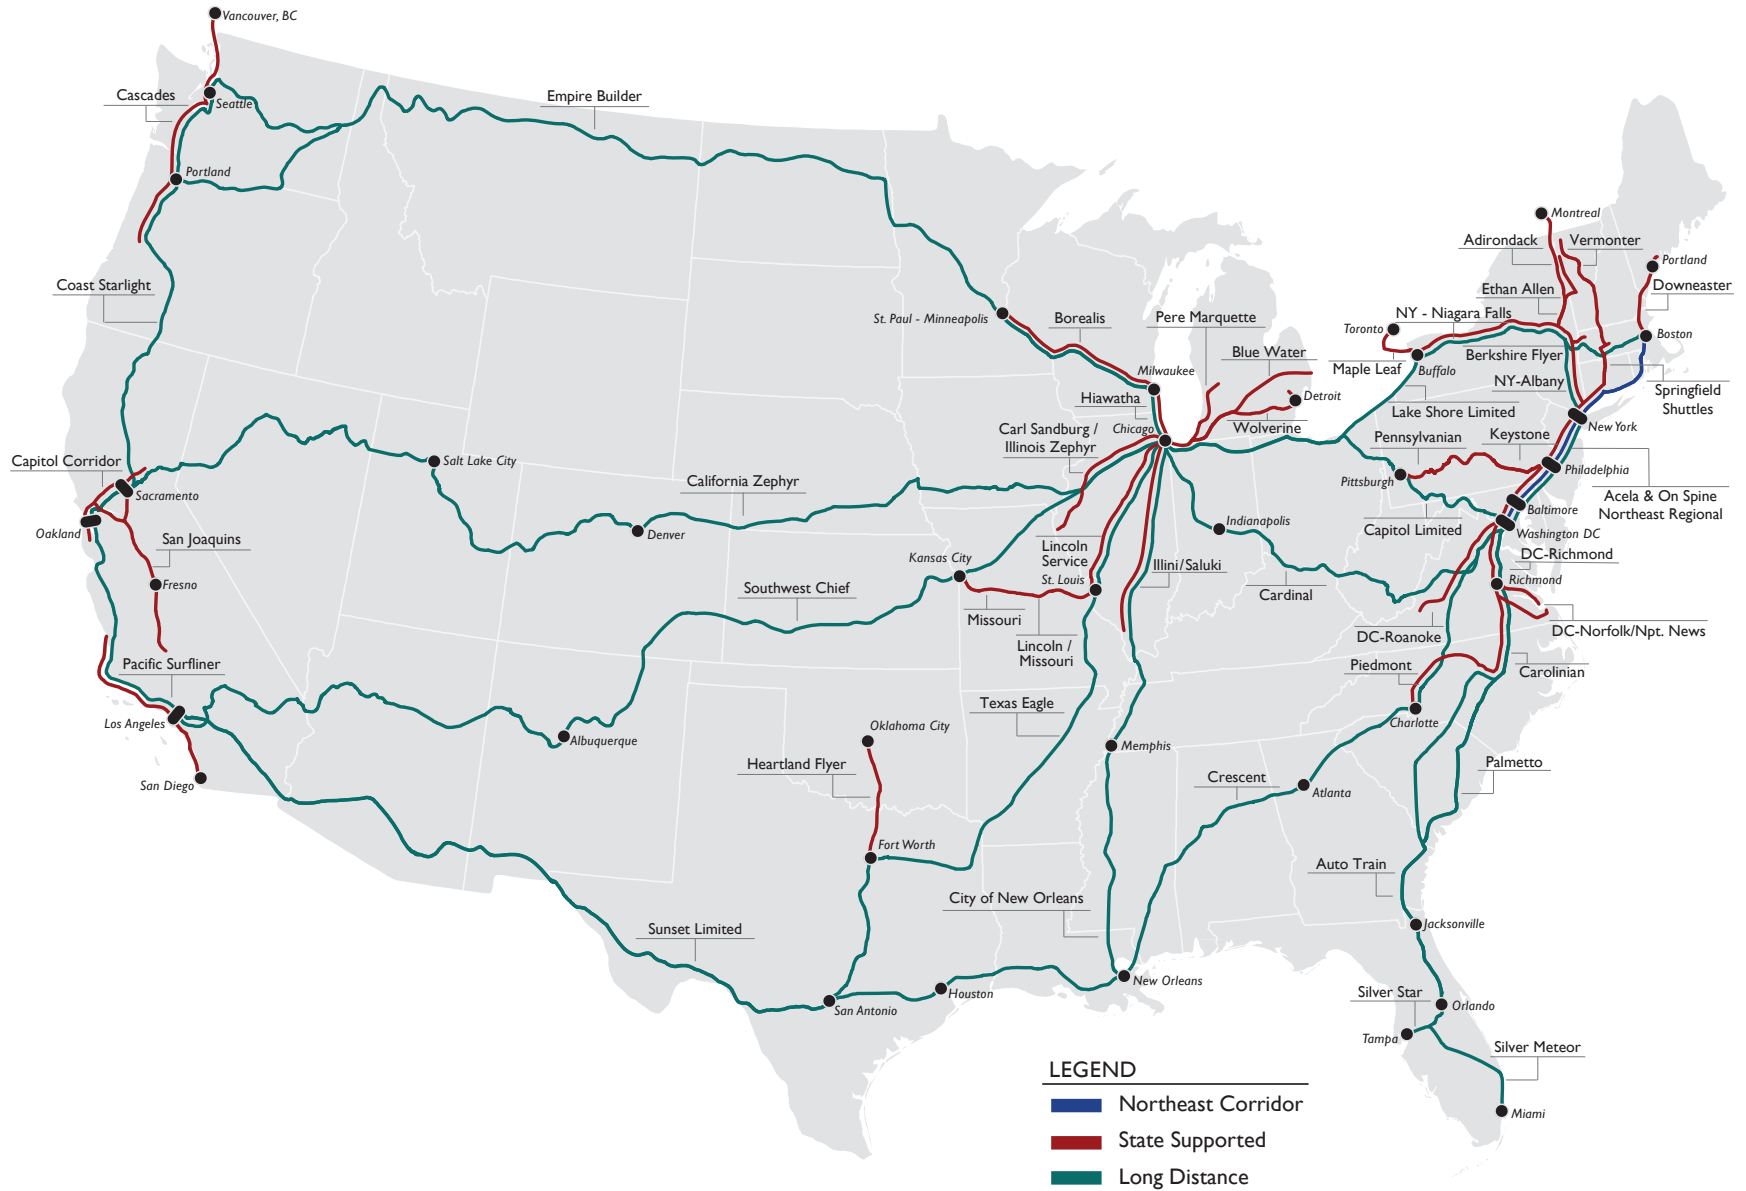 Vancouver, BC
Cascades
Seattle
Empire Builder
Portland
Coast Starlight
St. Paul - Minneapolis
Borealis
Pere Marquette
Blue Water
Milwaukee
Hiawatha
Detroit
Wolverine
Chicago
Carl Sandburg /
Illinois Zephyr
Montreal
Adirondack
Vermonter
Portland
Downeaster
Ethan Allen
NY - Niagara Falls
Toronto
Boston
Maple Leaf
Buffalo
Berkshire Flyer
NY-Albany
Springfield
Shuttles
Lake Shore Limited
New York
Pennsylvanian
Keystone
Philadelphia
Pittsburgh
Acela & On Spine
Northeast Regional
Baltimore
Capitol Limited
Washington DC
DC-Richmond
Richmond
DC-Norfolk/Npt. News
DC-Roanoke
Piedmont
Carolinian
Charlotte
Capitol Corridor
Sacramento
Oakland
San Joaquins
Fresno
Salt Lake City
California Zephyr
Denver
Kansas City
Southwest Chief
Lincoln
Service
St. Louis
Missouri
Lincoln /
Missouri
Illini/Saluki
Indianapolis
Cardinal
Pacific Surfliner
Los Angeles
San Diego
Albuquerque
Oklahoma City
Heartland Flyer
Fort Worth
Texas Eagle
Memphis
Crescent
Atlanta
Palmetto
Auto Train
City of New Orleans
Sunset Limited
San Antonio
Houston
New Orleans
Jacksonville
Silver Star
Orlando
Tampa
Silver Meteor
Miami
LEGEND
Northeast Corridor
State Supported
Long Distance